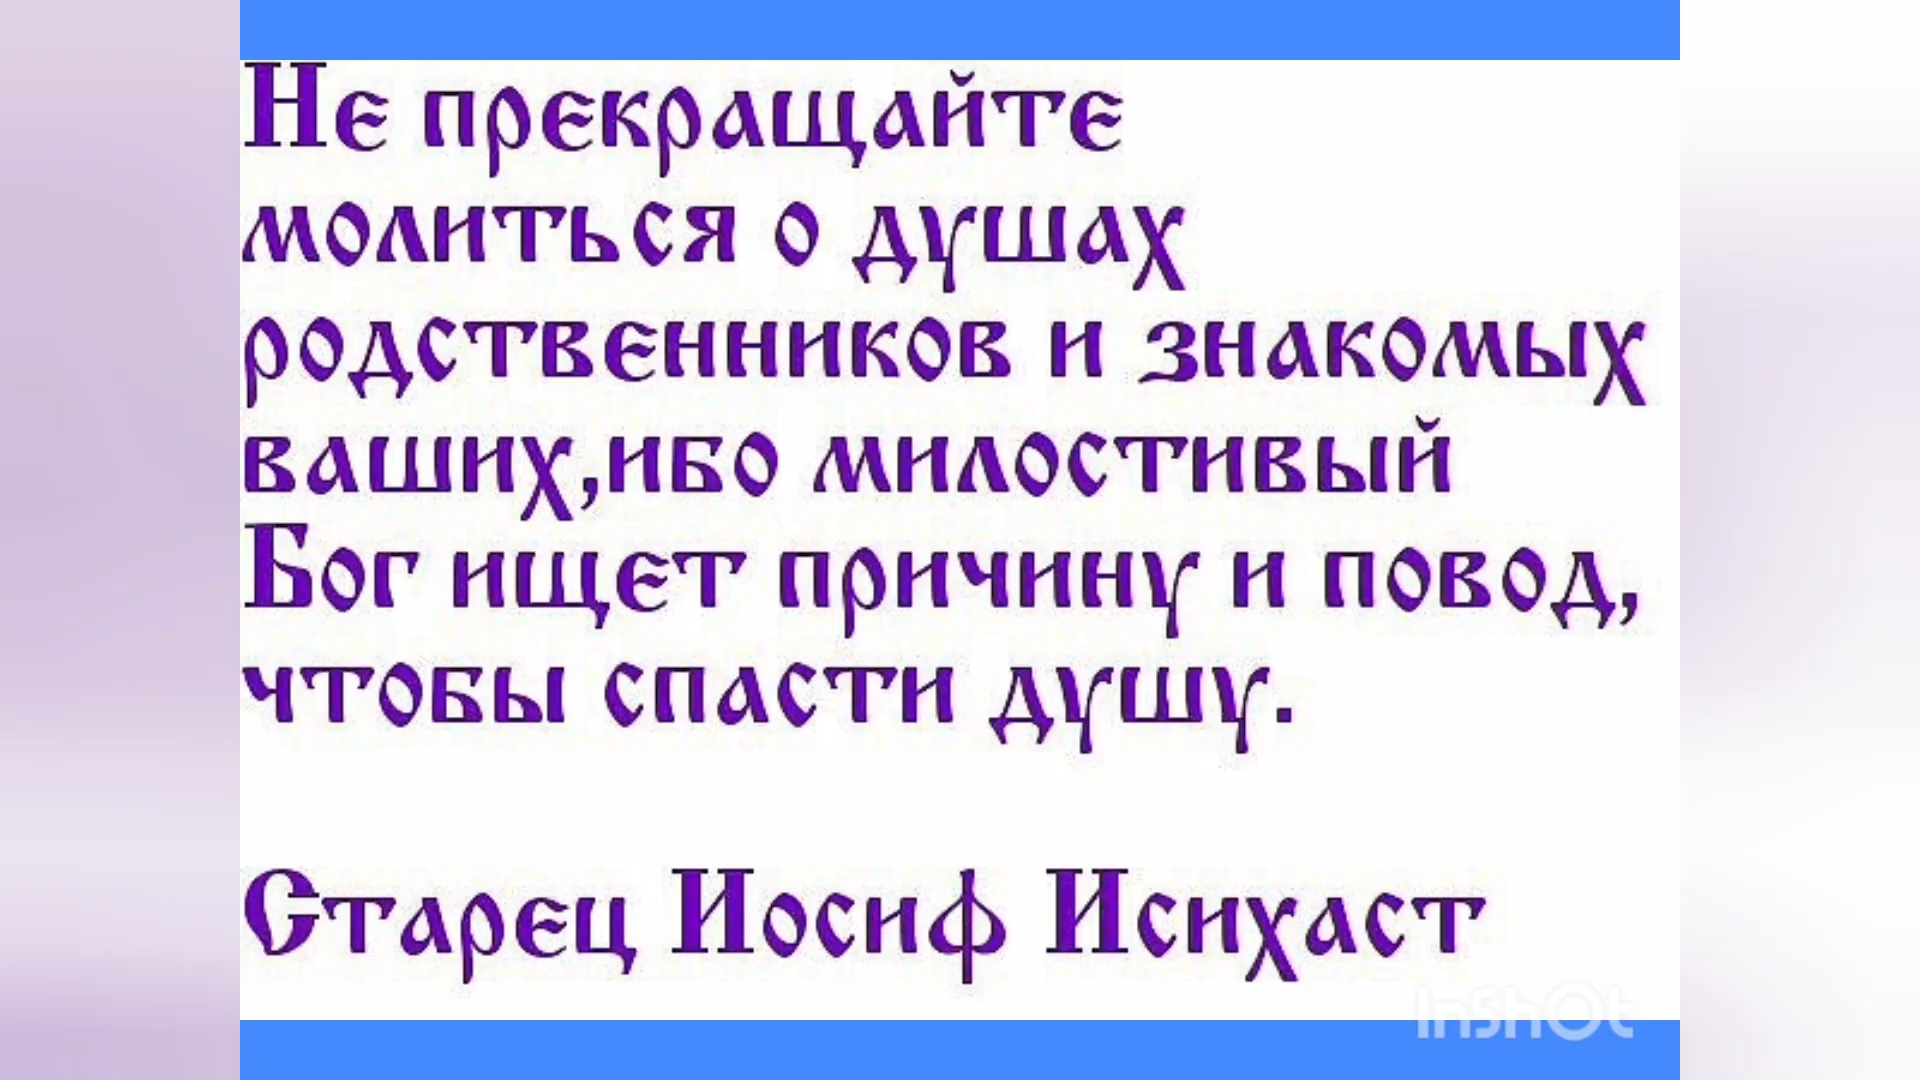 Не прекращайте
молиться о душах
родственников и знакомых
ваших,ибо милостивый
Бог ищет причину и повод,
чтобы спасти душу.
Старец Иосиф Исихаст
InShOt